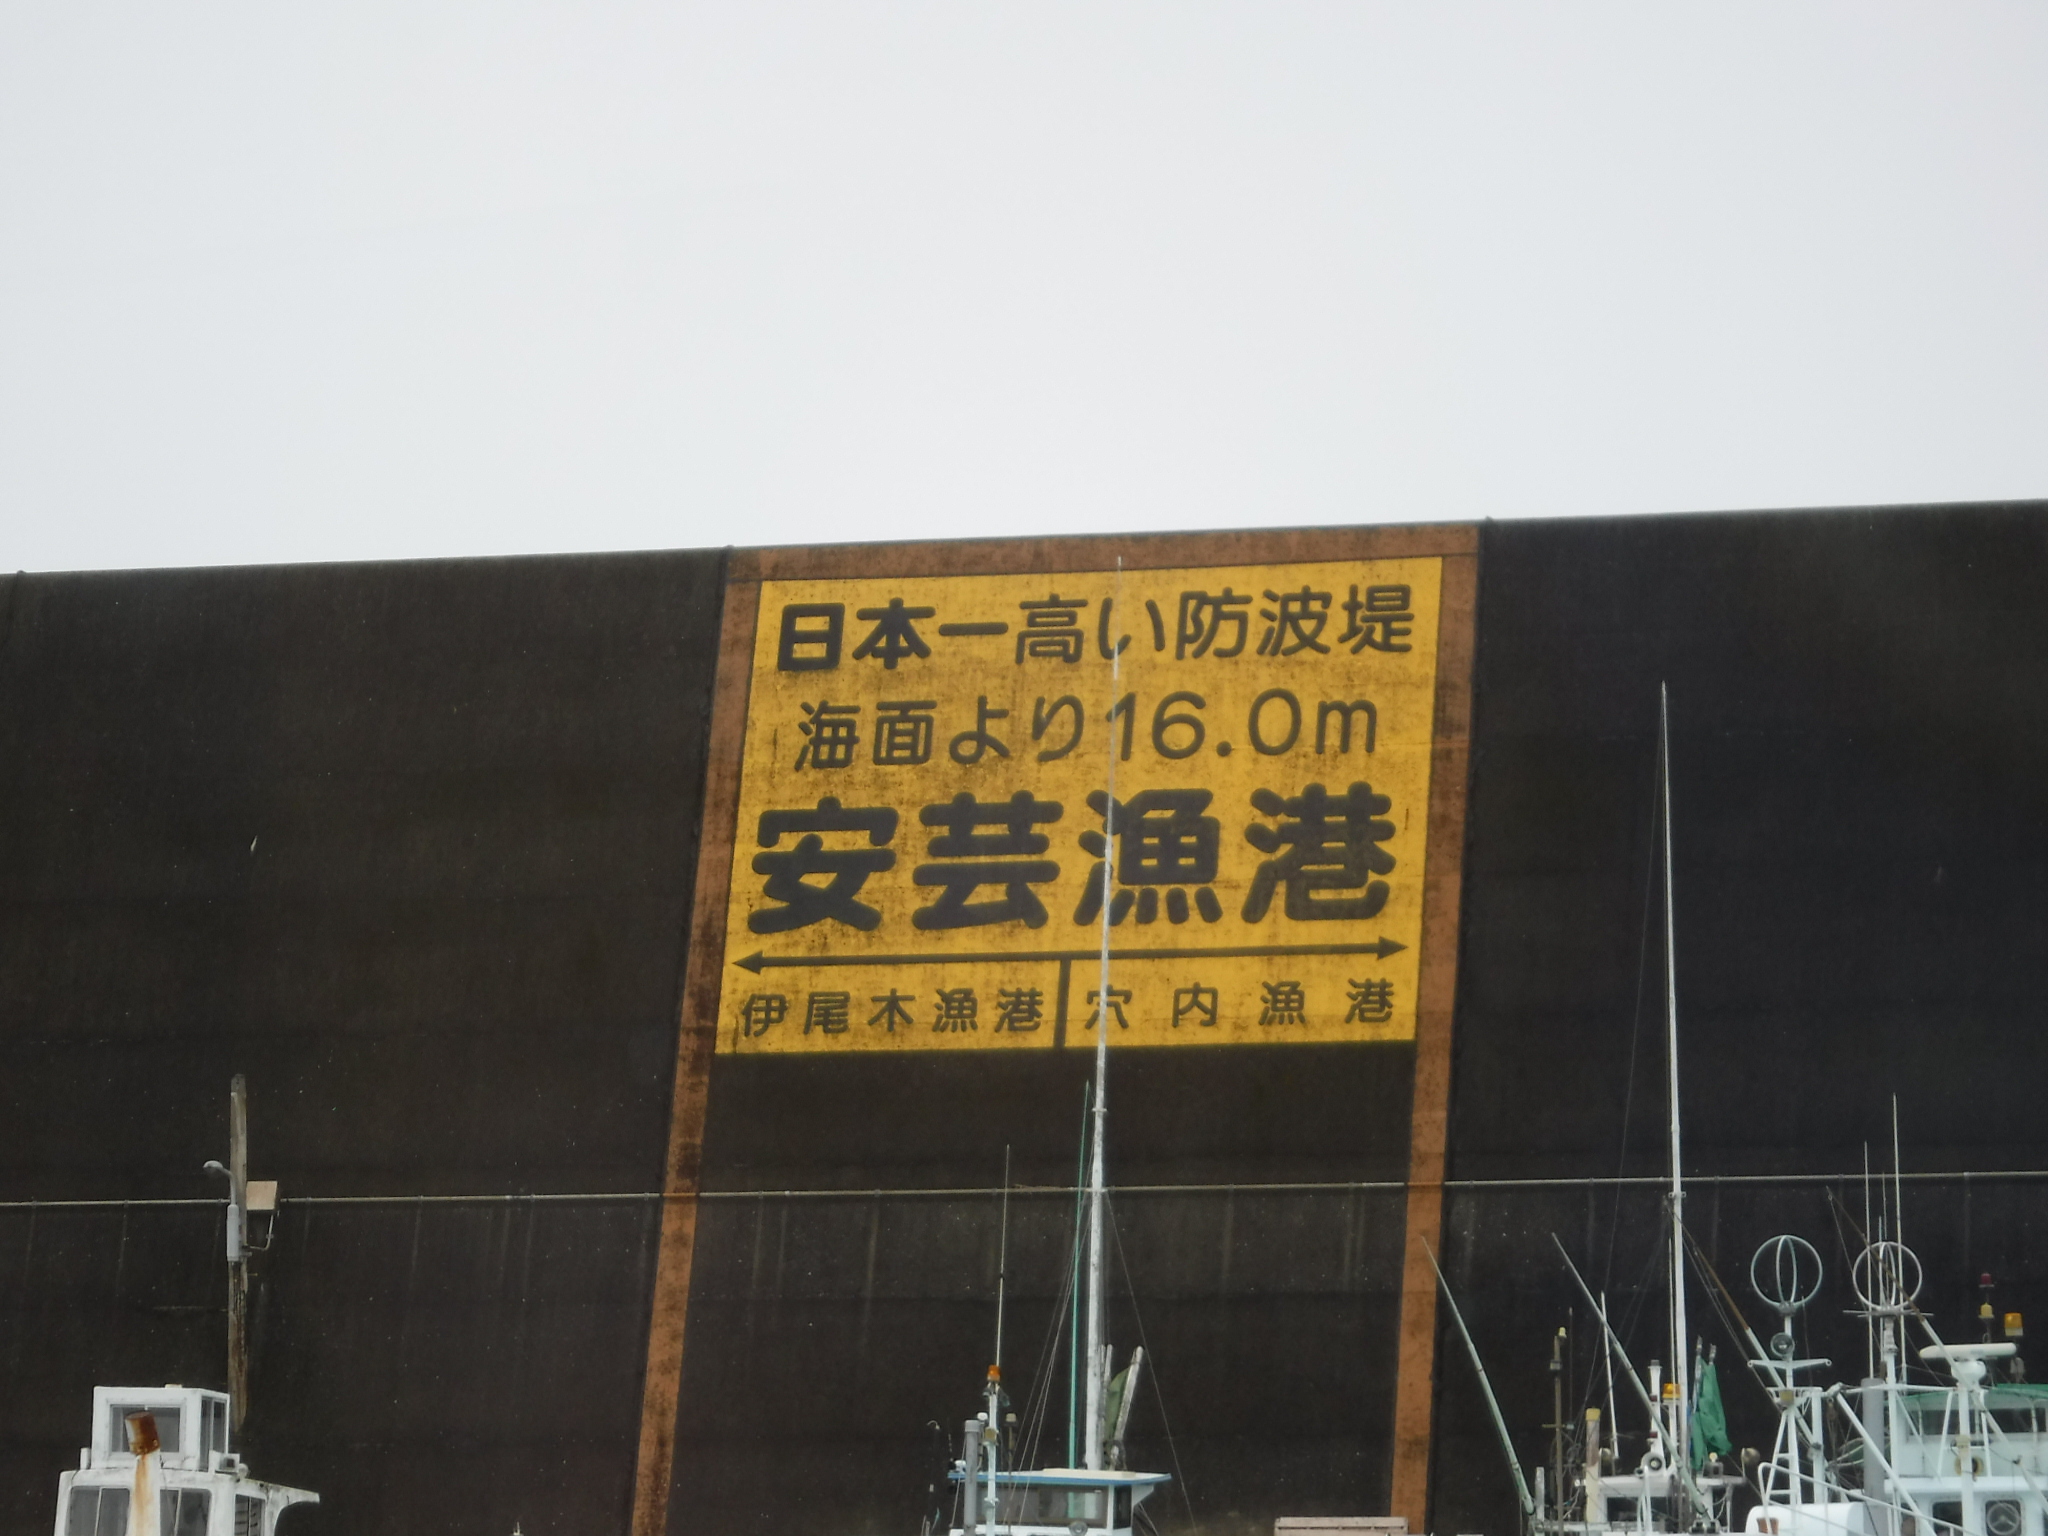 日本一高い防波堤
海面より16.0m
安芸漁港
伊尾木漁港 穴内漁港